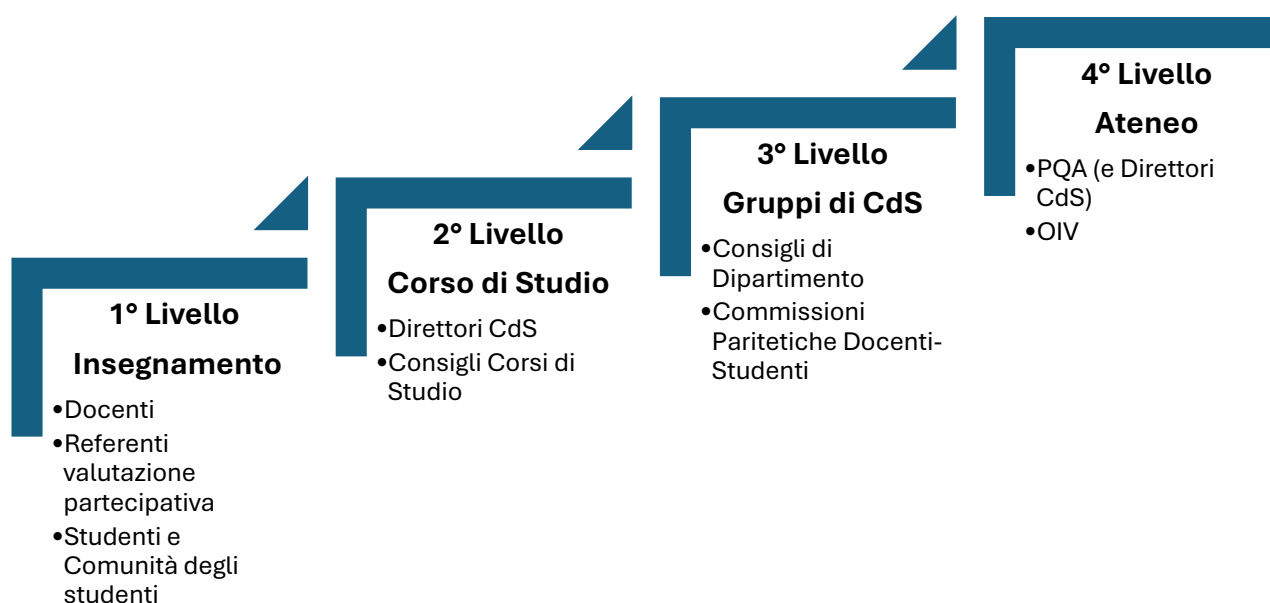 1° Livello
Insegnamento
•Docenti
•Referenti
valutazione
partecipativa
•Studenti e
Comunità degli
studenti
2° Livello
Corso di Studio
•Direttori CdS
•Consigli Corsi di
Studio
3° Livello
Gruppi di CdS
•Consigli di
Dipartimento
•Commissioni
Paritetiche Docenti-
Studenti
4° Livello
Ateneo
•PQA (e Direttori
CdS)
•OIV